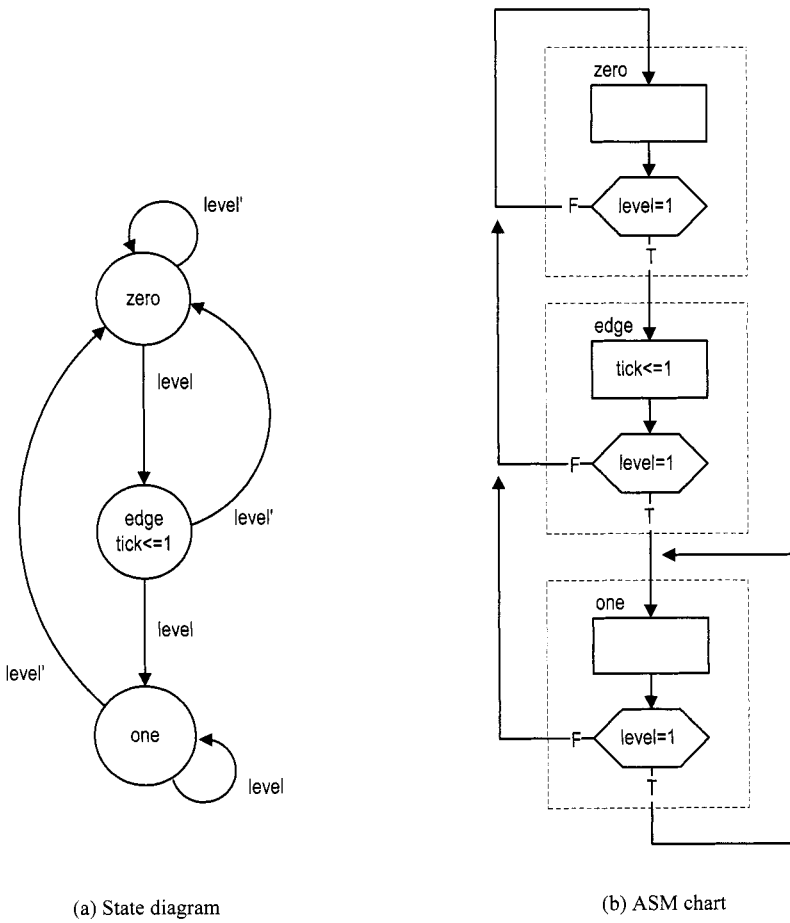 level'
zero
level
edge
tick<=1
level'
level
level'
one
level
(a) State diagram
zero
F
level=1
T
edge
tick<=1
F
level=1
T
one
F
level=1
T
(b) ASM chart